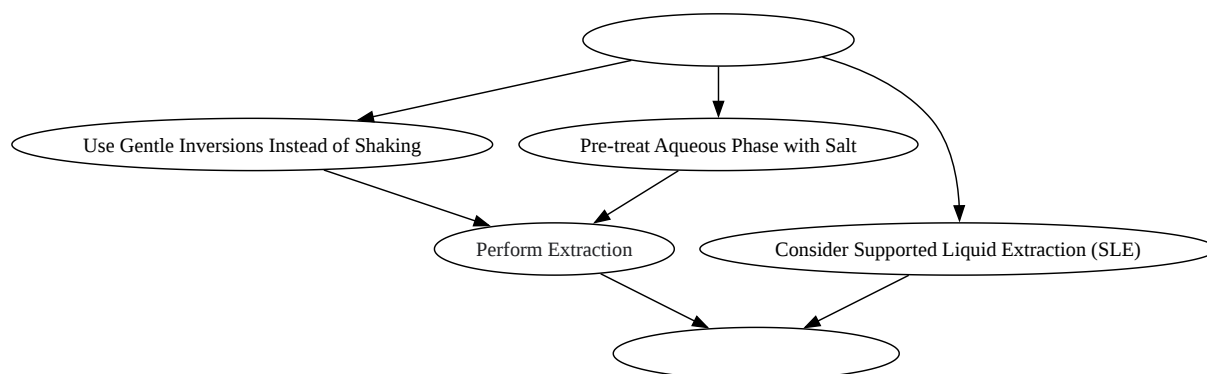 Use Gentle Inversions Instead of Shaking
Pre-treat Aqueous Phase with Salt
Perform Extraction
Consider Supported Liquid Extraction (SLE)